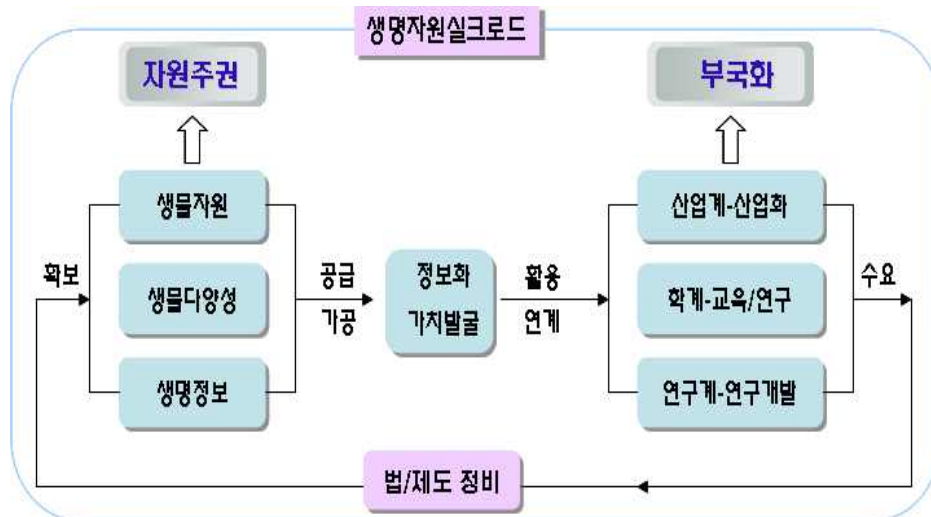 생명자원실크로드
자원주권
부국화
생물자원
생물다양성
생명정보
확보
공급
가공
정보화
가치발굴
활용
연계
산업계-산업화
학계-교육/연구
연구계-연구개발
수요
법/제도 정비